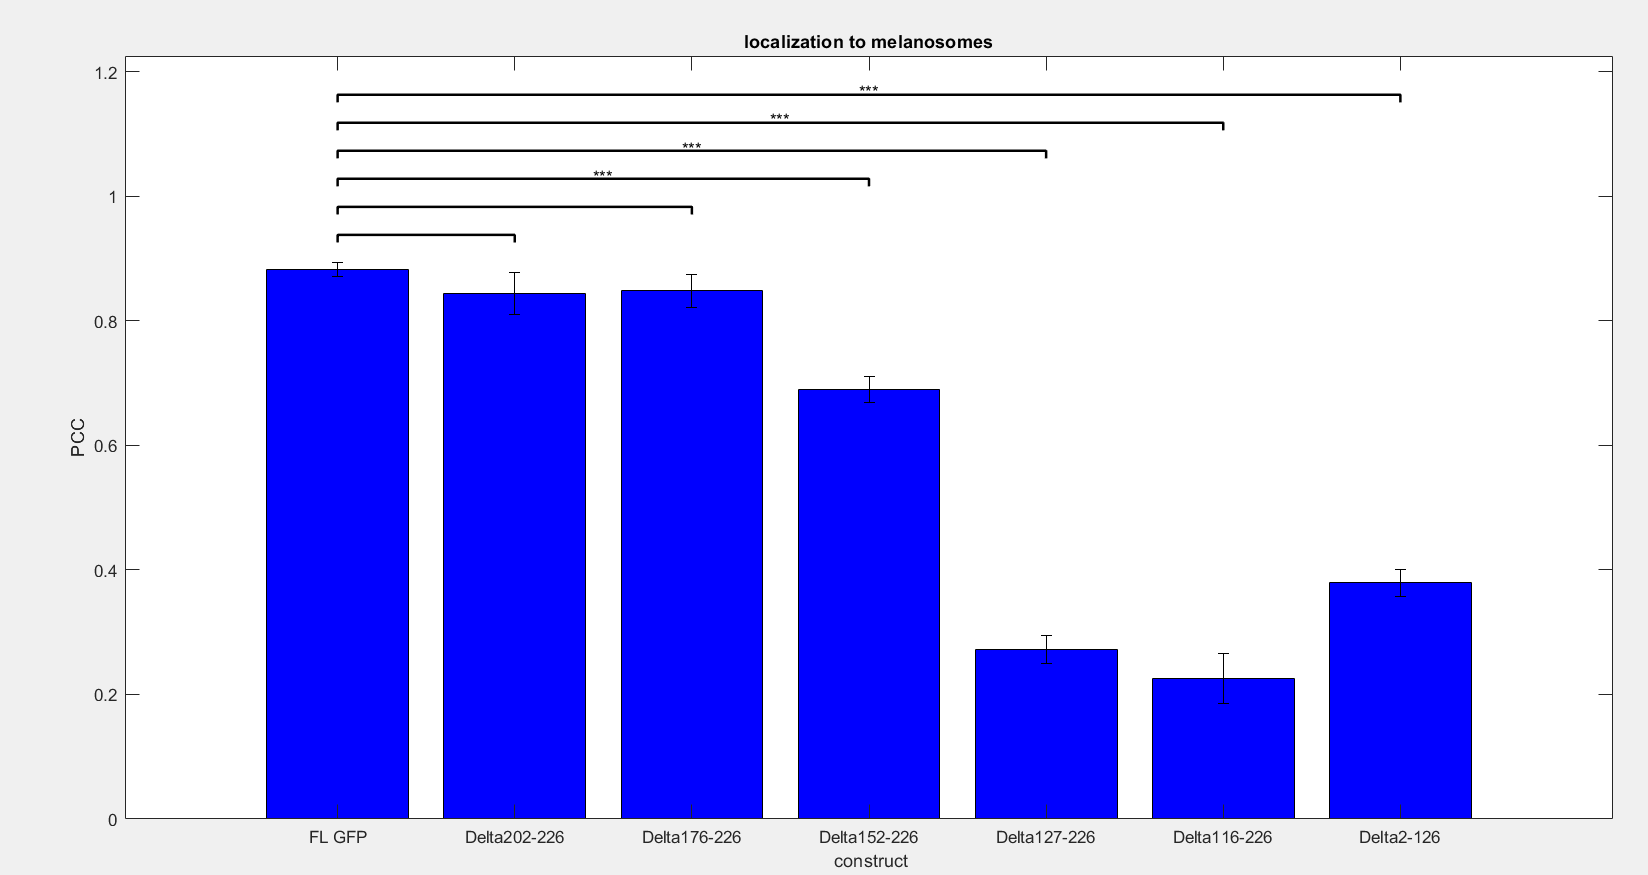 localization to melanosomes
1.2
***
***
***
***
1
0.8
0.6
PCC
0.4
0.2
0
FL GFP Delta202-226 Delta176-226 Delta152-226 Delta127-226 Delta116-226 Delta2-126
construct